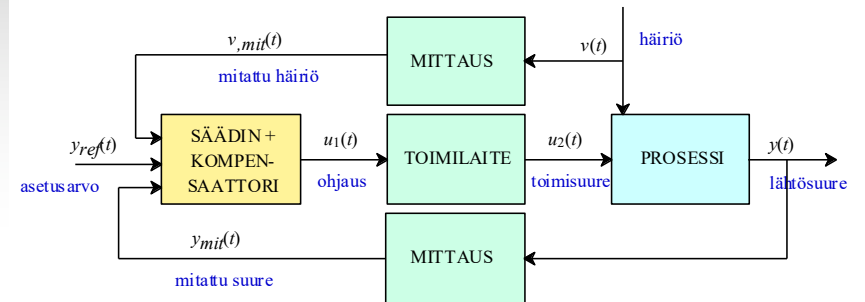 v,mit(t)
mitattu häiriö
MITTAUS
v(t)
häiriö
yref(t)
asetusarvo
SÄÄDIN +
KOMPEN-
SAATTORI
u1(t)
ohjaus
TOIMILAITE
u2(t)
toimisuure
PROSESSI
y(t)
lähtösuure
ymit(t)
mitattu suure
MITTAUS